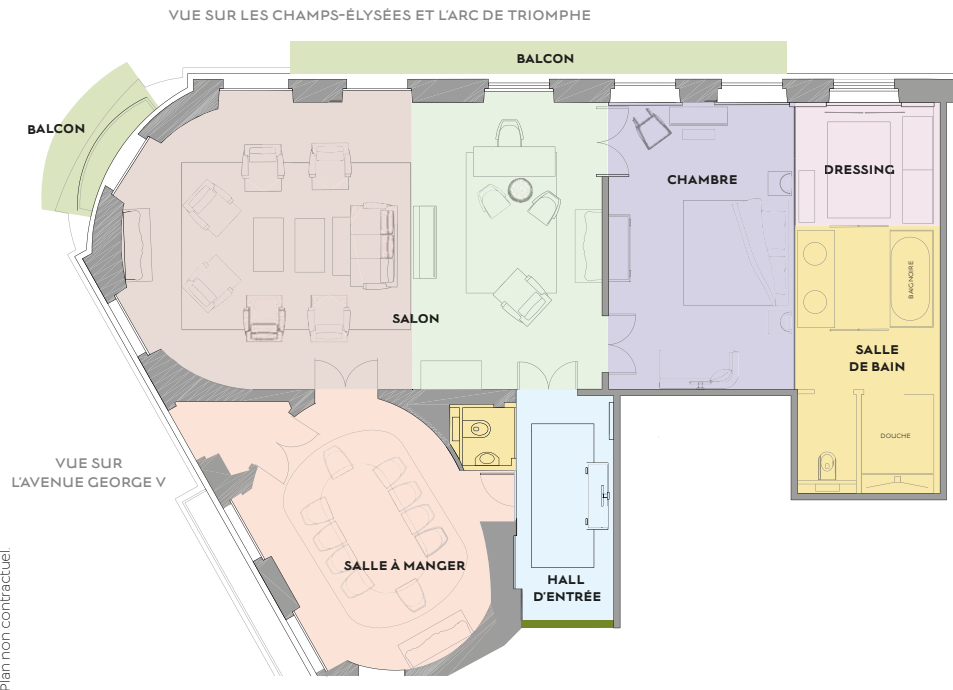 VUE SUR LES CHAMPS-ÉLYSÉES ET L'ARC DE TRIOMPHE
BALCON
BALCON
CHAMBRE
DRESSING
BAIGNOIRE
SALON
SALLE
DE BAIN
DOUCHE
VUE SUR
L'AVENUE GEORGE V
SALLE À MANGER
HALL
D'ENTRÉE
Plan non contractuel.